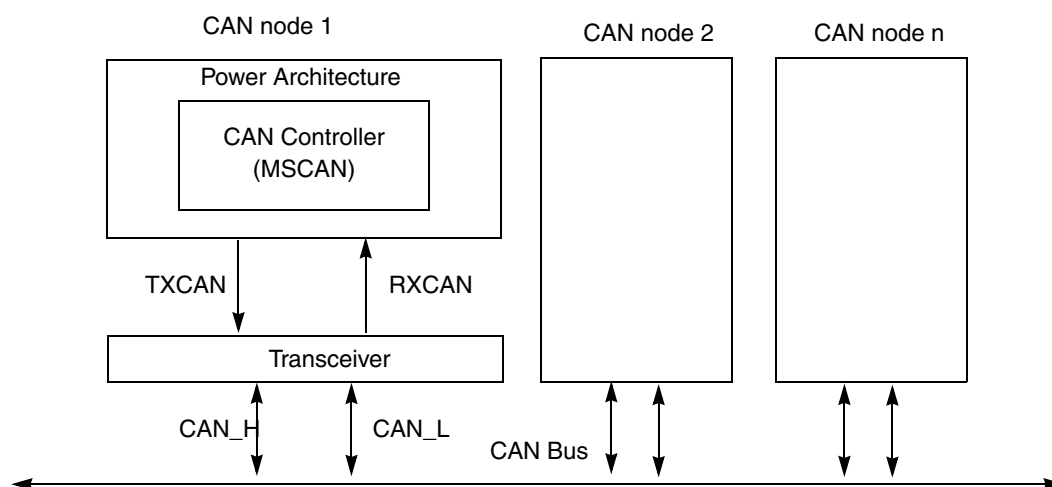 CAN node 1
CAN node 2
CAN node n
Power Architecture
CAN Controller
(MSCAN)
TXCAN
RXCAN
Transceiver
CAN_H
CAN_L
CAN Bus